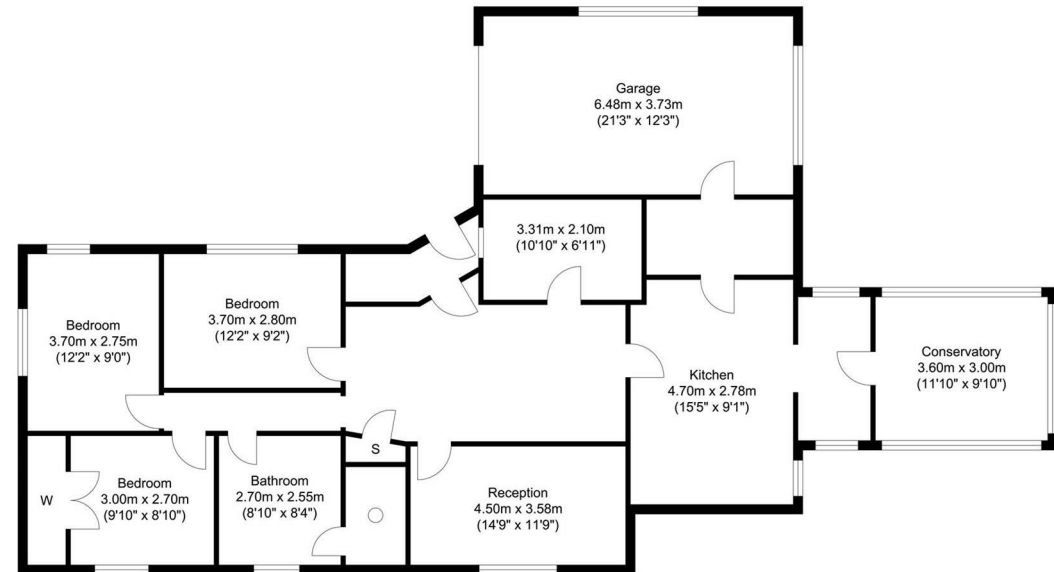 Garage
6.48m x 3.73m
(21'3" x 12'3")
3.31m x 2.10m
(10'10" x 6'11")
Bedroom
3.70m x 2.75m
(12'2" x 9'0")
Bedroom
3.70m x 2.80m
(12'2" x 9'2")
Kitchen
4.70m x 2.78m
(15'5" x 9'1")
Conservatory
3.60m x 3.00m
(11'10" x 9'10")
W
Bedroom
3.00m x 2.70m
(9'10" x 8'10")
Bathroom
2.70m x 2.55m
(8'10" x 8'4")
S
Reception
4.50m x 3.58m
(14'9" x 11'9")